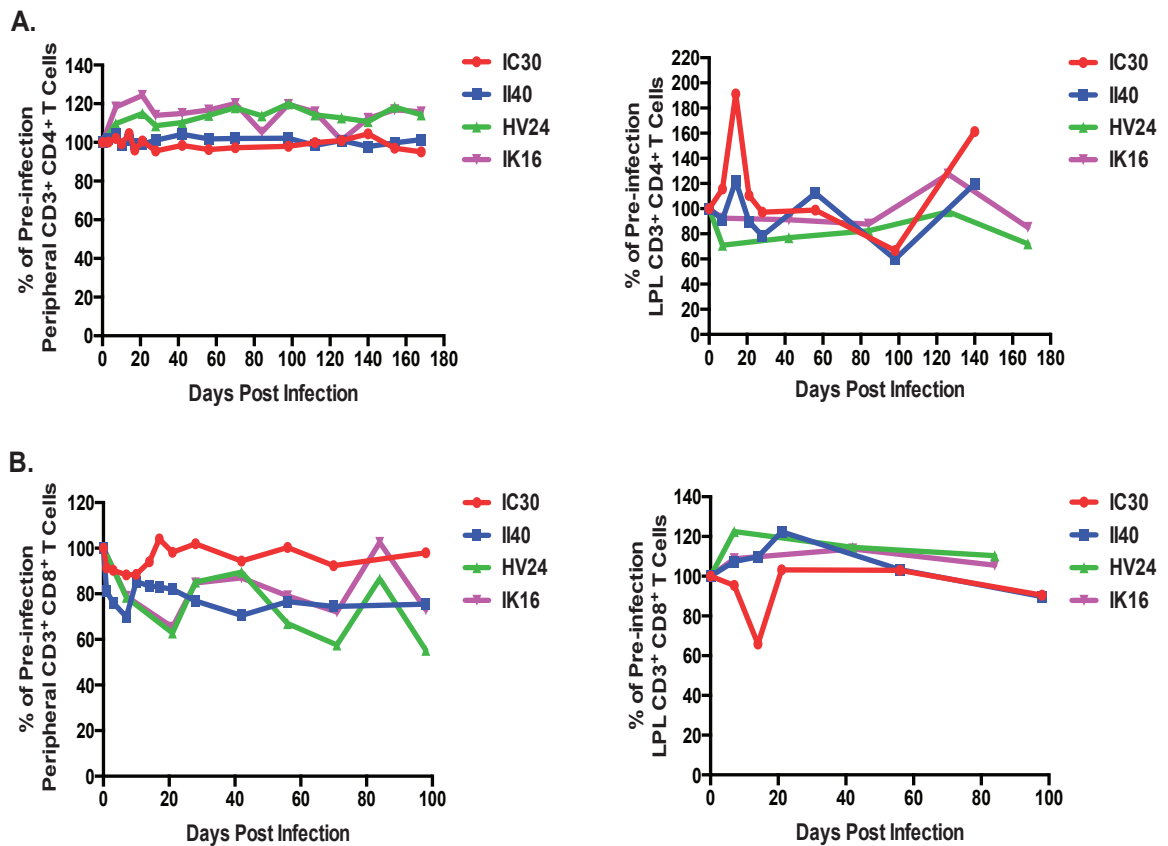 A.
% of Pre-infection
Peripheral CD3+ CD4+ T Cells
140
120
100
80
60
40
20
0
0 20 40 60 80 100 120 140 160 180
Days Post Infection
IC30
II40
HV24
IK16
% of Pre-infection
LPL CD3+ CD4+ T Cells
220
200
180
160
140
120
100
80
60
40
20
0
0 20 40 60 80 100 120 140 160 180
Days Post Infection
IC30
II40
HV24
IK16
B.
% of Pre-infection
Peripheral CD3⁺ CD8⁺ T Cells
120
100
80
60
40
20
0
0 20 40 60 80 100
Days Post Infection
IC30
II40
HV24
IK16
% of Pre-infection
LPL CD3⁺ CD8⁺ T Cells
140
120
100
80
60
40
20
0
0 20 40 60 80 100
Days Post Infection
IC30
II40
HV24
IK16